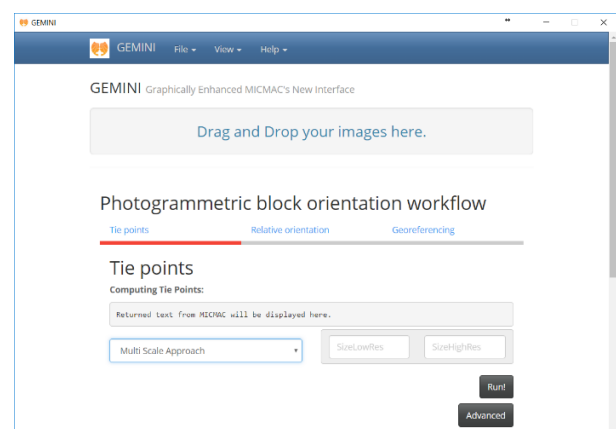 GEMINI
GEMINI File View Help
GEMINI Graphically Enhanced MICMAC's New Interface
Drag and Drop your images here.
Photogrammetric block orientation workflow
Tie points Relative orientation Georeferencing
Tie points
Computing Tie Points:
Returned text from MICMAC will be displayed here.
Multi Scale Approach SizeLowRes SizeHighRes
Run!
Advanced